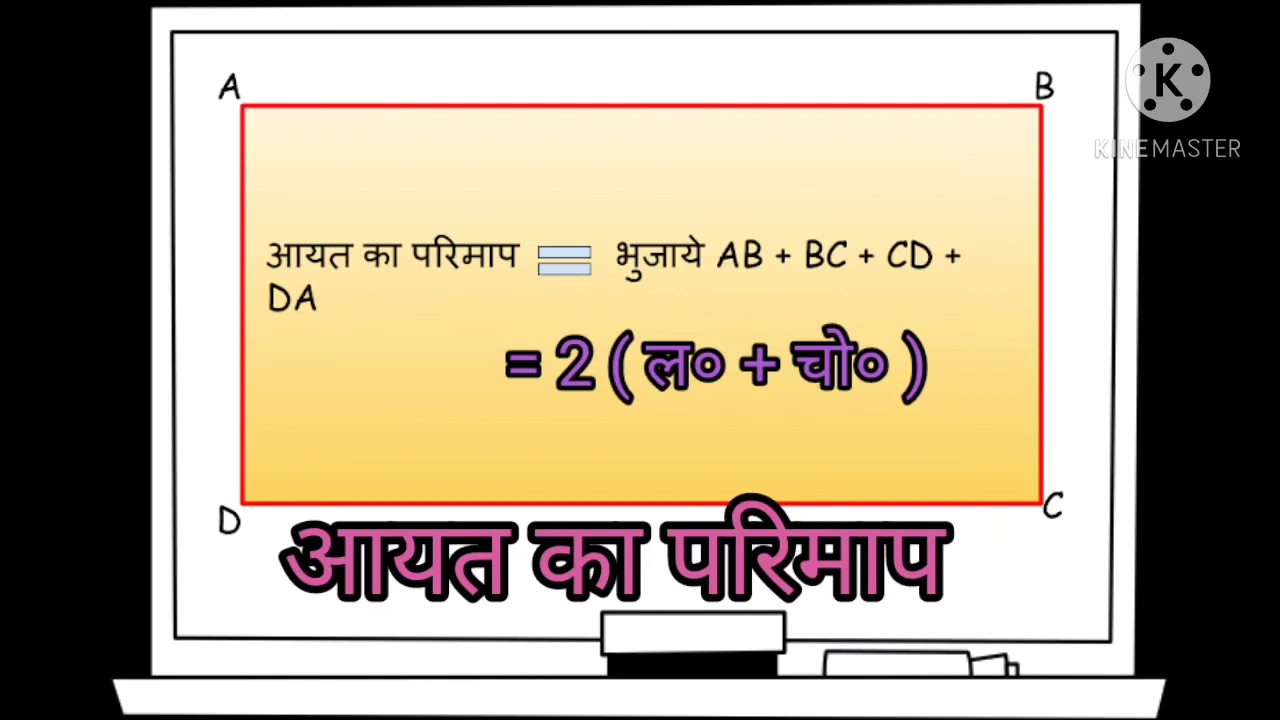 A B
KINEMASTER
आयत का परिमाप = भुजाये AB + BC + CD +
DA
= 2 ( ल० + चो० )
D C
आयत का परिमाप